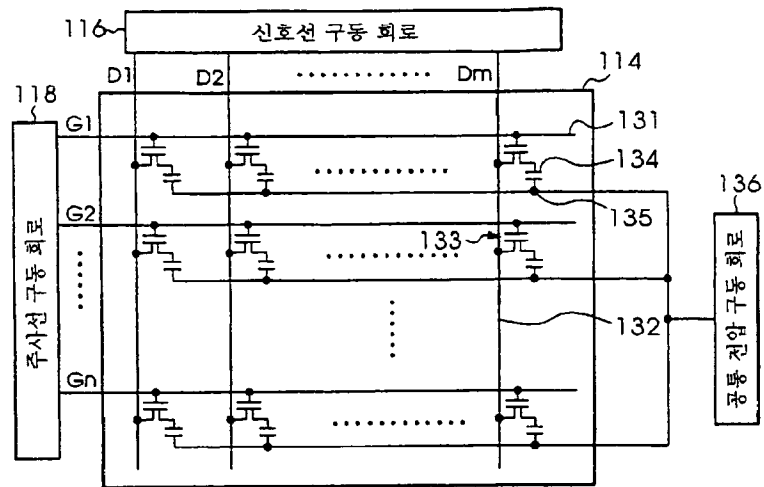 116
신호선 구동 회로
D1
D2
Dm
114
118
G1
131
134
136
135
G2
133
주사선 구동 회로
공통 전압 구동 회로
132
Gn